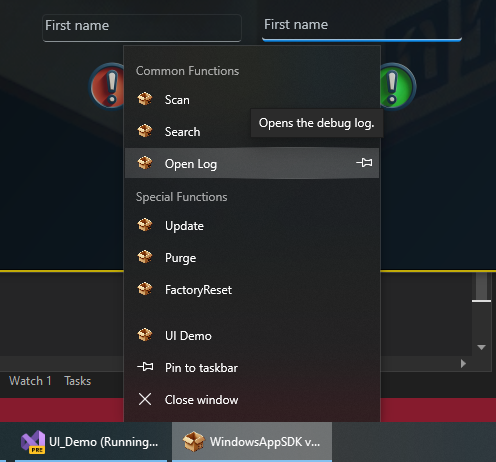 First name
First name
Common Functions
Scan
Search
Opens the debug log.
Open Log
Special Functions
Update
Purge
FactoryReset
UI Demo
Pin to taskbar
Watch 1 Tasks
Close window
PRE
UI_Demo (Running...
WindowsAppSDK v...